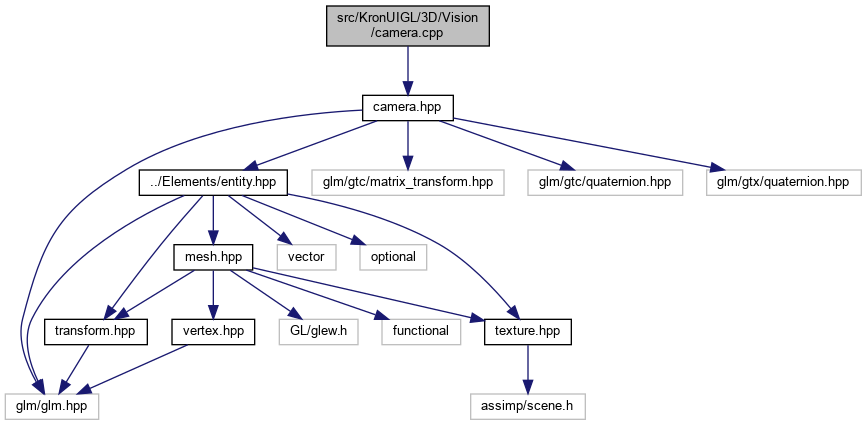 src/KronUIGL/3D/Vision
/camera.cpp
camera.hpp
../Elements/entity.hpp
glm/gtc/matrix_transform.hpp
glm/gtc/quaternion.hpp
glm/gtx/quaternion.hpp
mesh.hpp
vector
optional
transform.hpp
vertex.hpp
GL/glew.h
functional
texture.hpp
glm/glm.hpp
assimp/scene.h